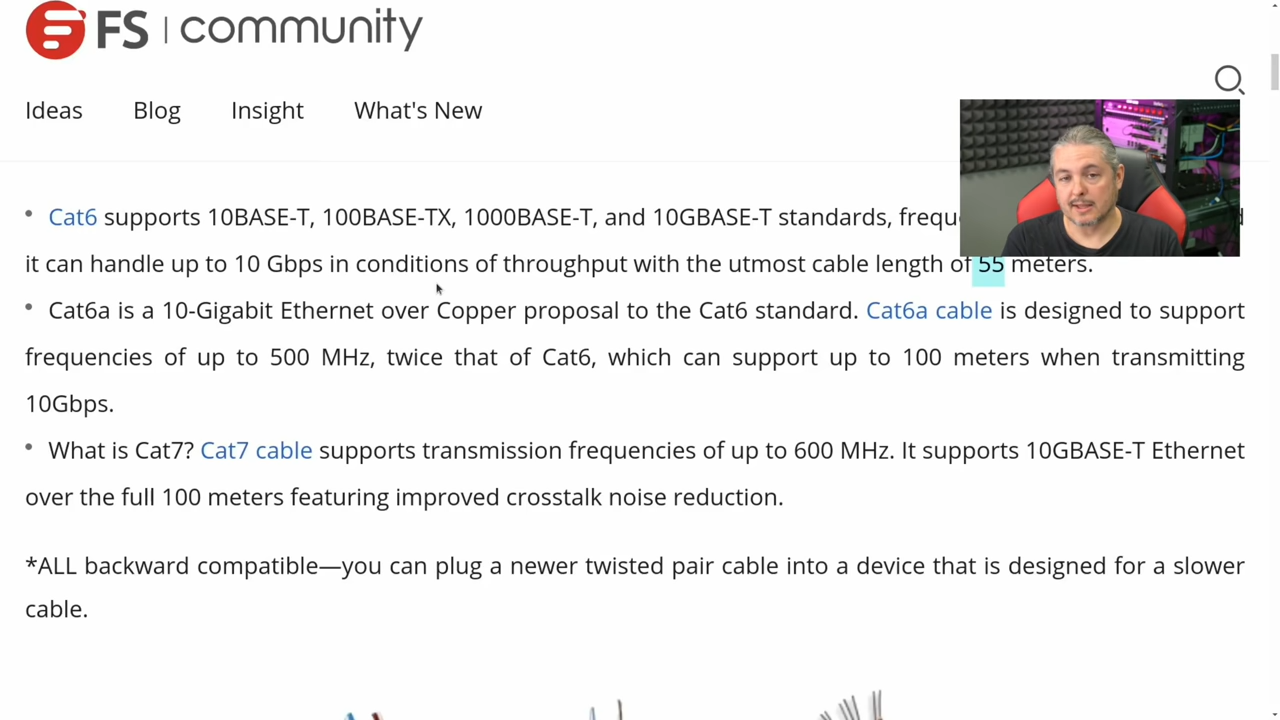 FS | community
Ideas Blog Insight What's New
• Cat6 supports 10BASE-T, 100BASE-TX, 1000BASE-T, and 10GBASE-T standards,
it can handle up to 10 Gbps in conditions of throughput with the utmost cable length of 55 meters.
• Cat6a is a 10-Gigabit Ethernet over Copper proposal to the Cat6 standard. Cat6a cable is designed to support
frequencies of up to 500 MHz, twice that of Cat6, which can support up to 100 meters when transmitting
10Gbps.
• What is Cat7? Cat7 cable supports transmission frequencies of up to 600 MHz. It supports 10GBASE-T Ethernet
over the full 100 meters featuring improved crosstalk noise reduction.
*ALL backward compatible—you can plug a newer twisted pair cable into a device that is designed for a slower
cable.